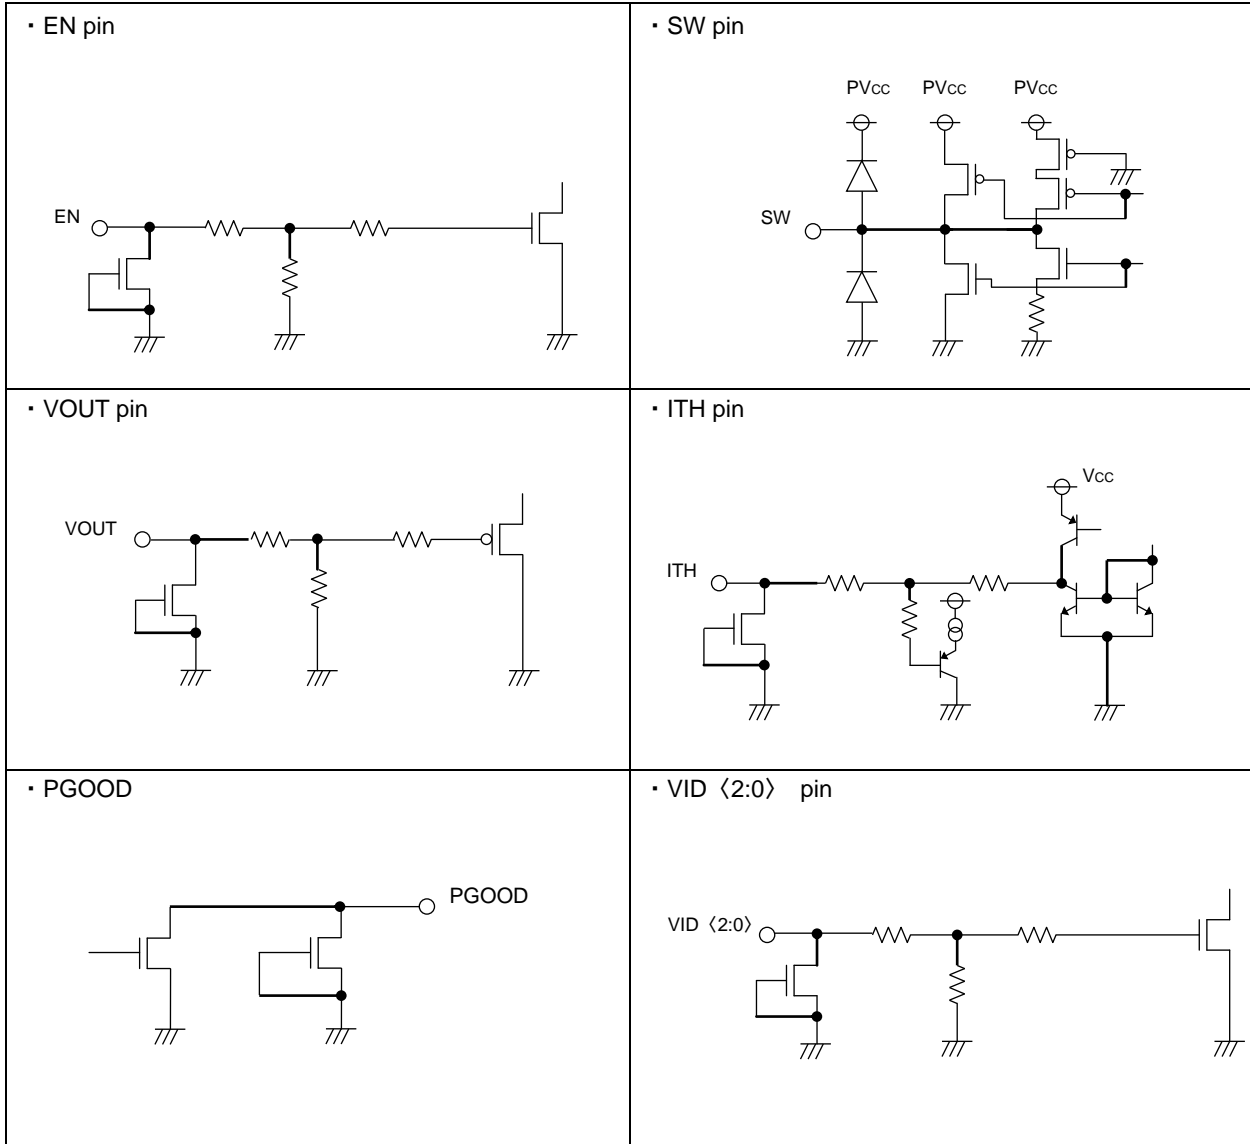 ・EN pin
EN
・SW pin
PVCC PVCC PVCC
SW
・VOUT pin
VOUT
・ITH pin
VCC
ITH
・PGOOD
PGOOD
・VID〈2:0〉 pin
VID〈2:0〉